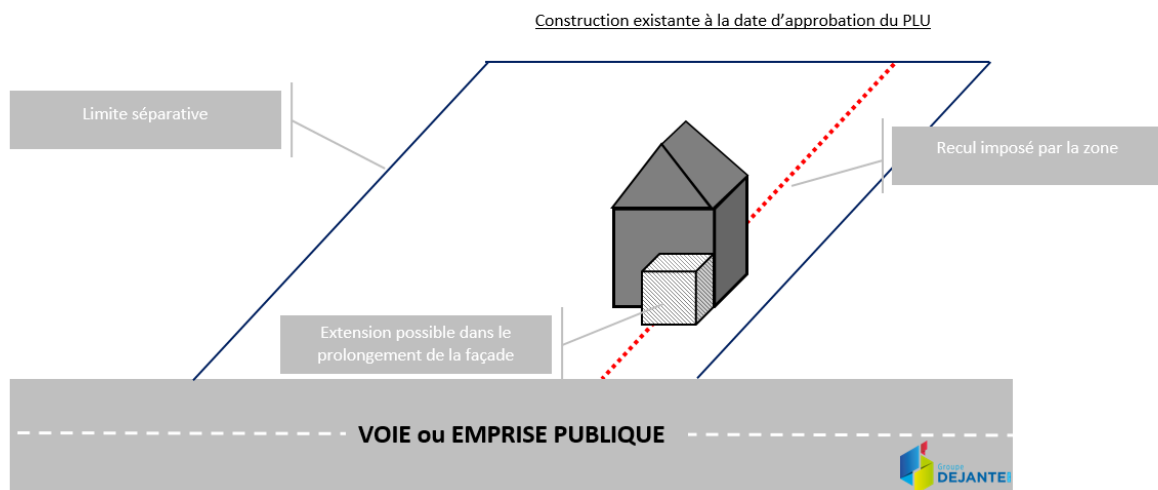 Construction existante à la date d'approbation du PLU
Limite séparative
Recul imposé par la zone
Extension possible dans le
prolongement de la façade
VOIE ou EMPRISE PUBLIQUE
Groupe
DEJANTE